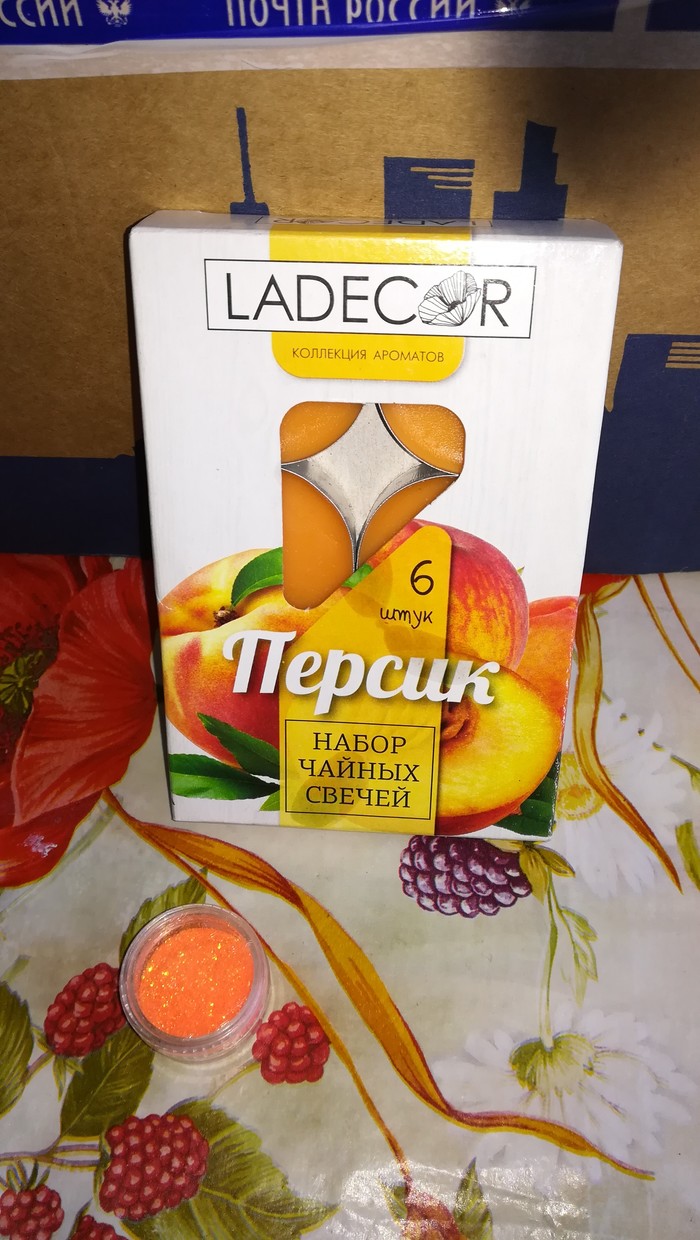 ССИИ ПОЧТА РОССИИ
LADECOR
КОЛЛЕКЦИЯ АРОМАТОВ
6
штук
Персик
НАБОР
ЧАЙНЫХ
СВЕЧЕЙ